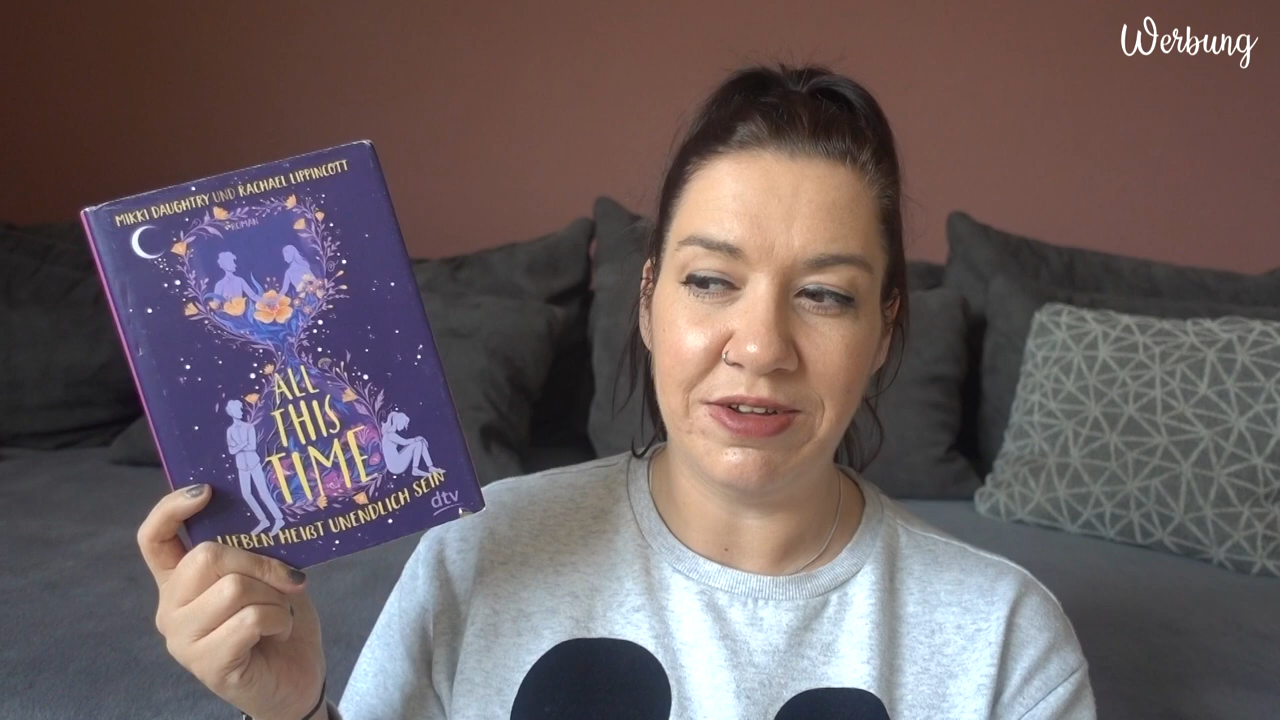 Werbung
MIKKI DAUGHTRY UND RACHAEL LIPPINCOTT
ROMAN
ALL
THIS
TIME
LIEBEN HEIẞT UNENDLICH SEIN
dtv